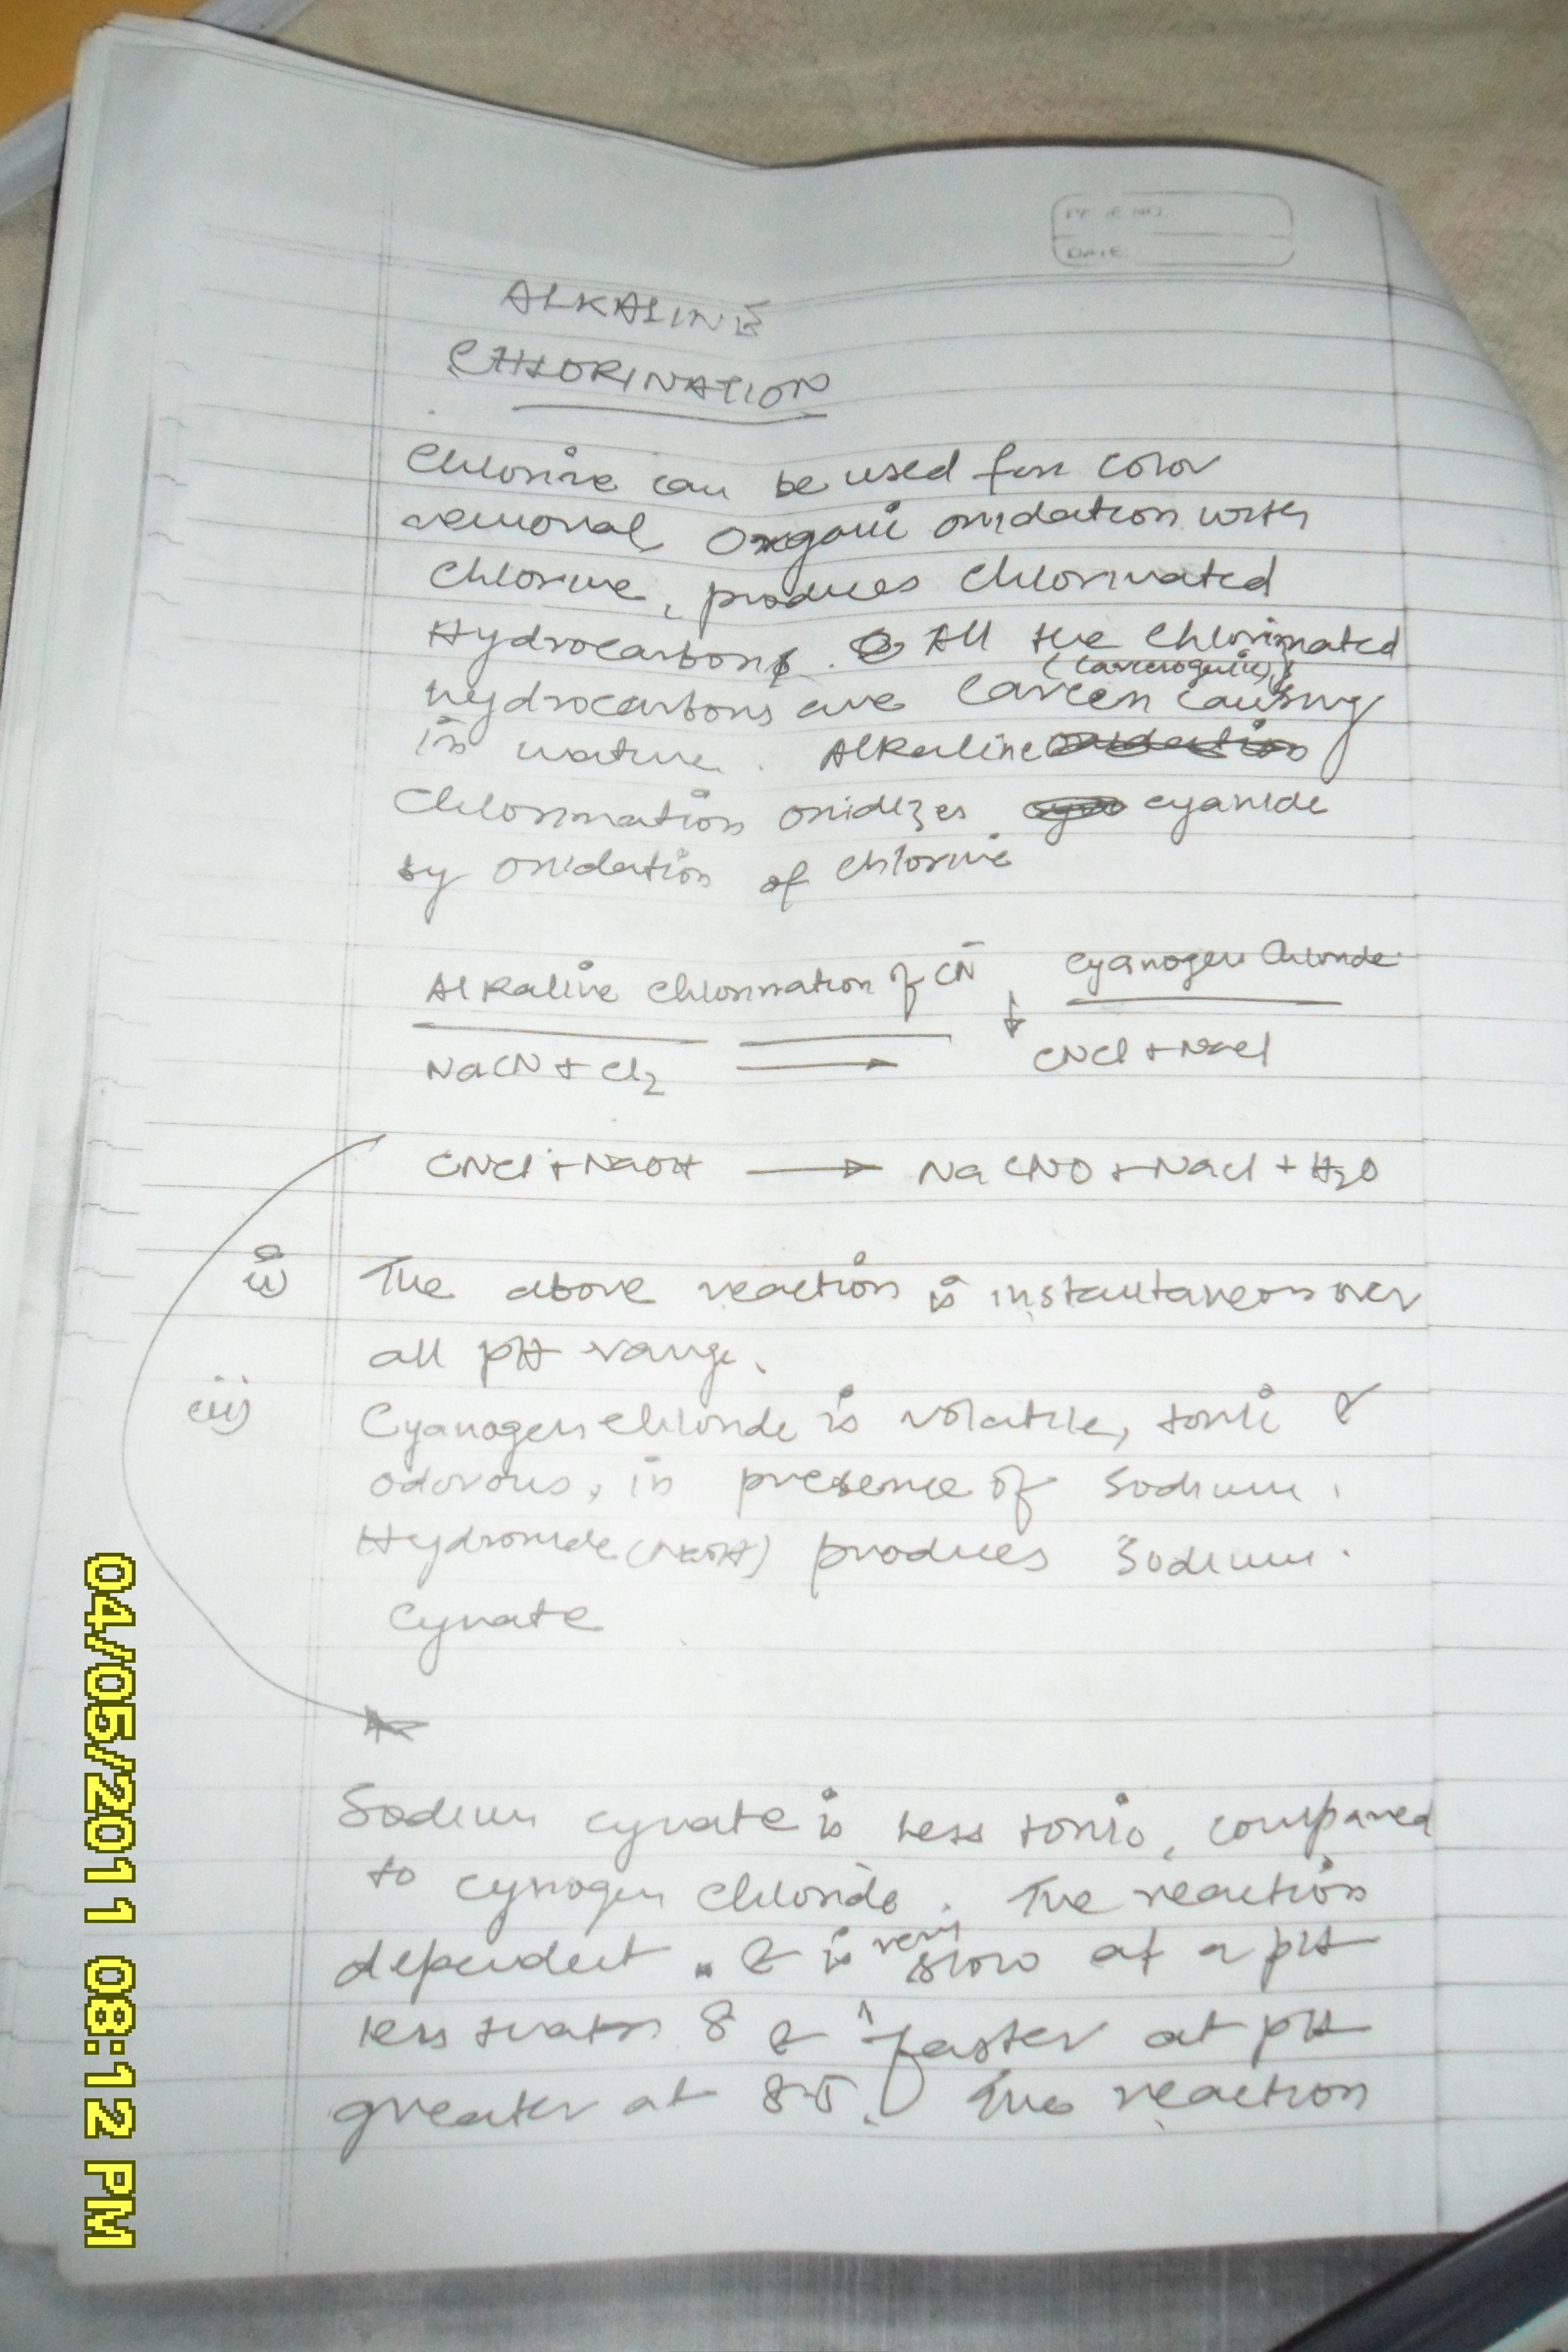 PAGE NO.
DATE:
ALKALINE
CHLORINATION
Chlorine can be used for color
removal Organic oxidation with
Chlorine, produces Chlorinated
Hydrocarbons. All the Chlorinated
(Carcerogenic)
hydrocarbons are Cancer causing
in nature. Alkaline oxidation
Chlorination oxidizes cyanide
by oxidation of chlorine
Alkaline Chlorination of CN⁻ Cyanogen Chloride
NaCN + Cl2 → CNCl + NaCl
CNCl + NaOH → NaCNO + NaCl + H2O
i) The above reaction is instantaneous over
all pH range.
ii) Cyanogen Chloride is volatile, toxic &
odorous, in presence of Sodium
Hydroxide (NaOH) produces Sodium.
Cynate
Sodium cynate is less toxic, compared
to cynogen chloride. The reaction
dependent. & is very slow at a pH
less than 8 & faster at pH
greater at 8.5. The reaction
04/05/2011 08:12 PM